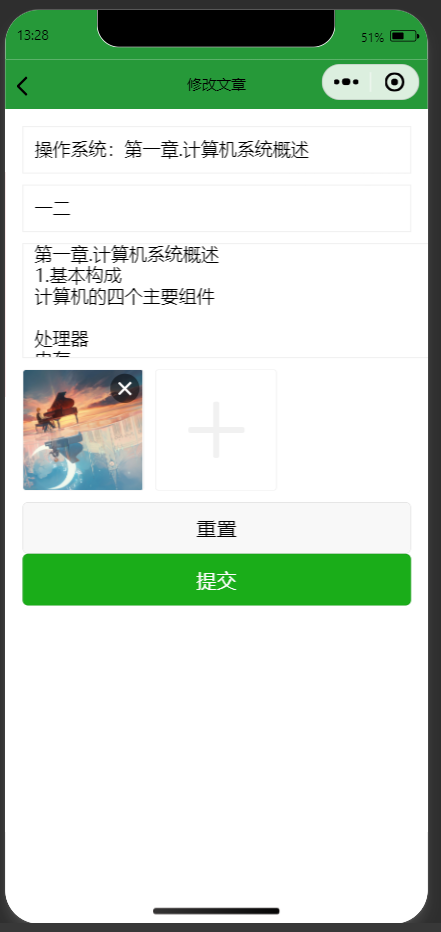 13:28
51%
修改文章
操作系统：第一章.计算机系统概述
一二
第一章.计算机系统概述
1.基本构成
计算机的四个主要组件
处理器
重置
提交